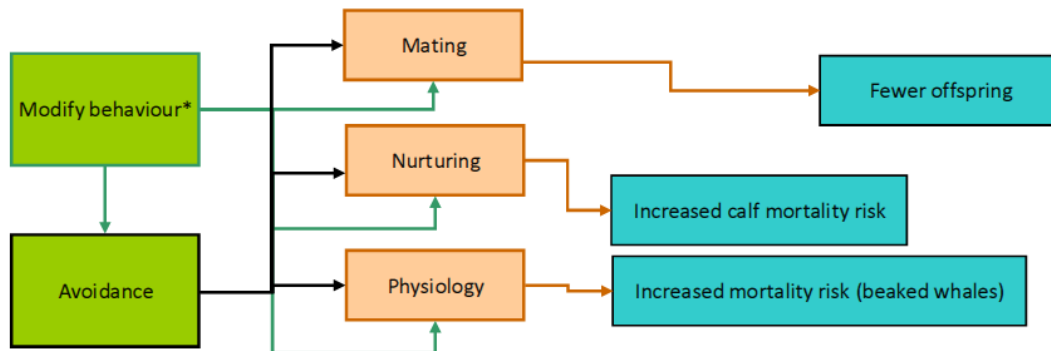 Mating
Modify behaviour*
Fewer offspring
Nurturing
Increased calf mortality risk
Avoidance
Physiology
Increased mortality risk (beaked whales)